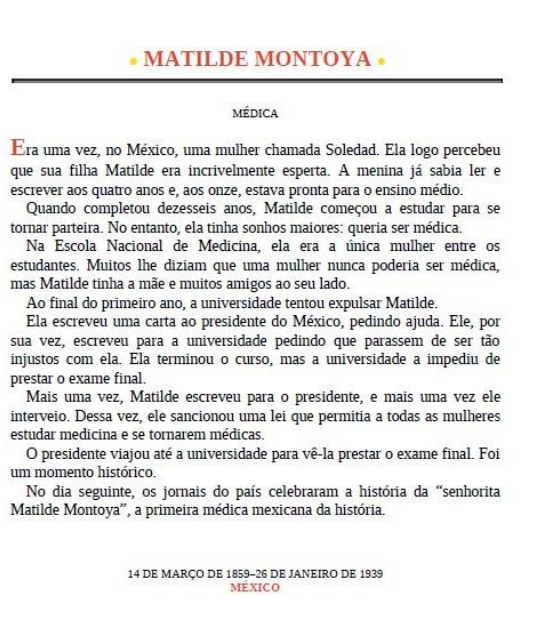 • MATILDE MONTOYA •
MÉDICA
Era uma vez, no México, uma mulher chamada Soledad. Ela logo percebeu
que sua filha Matilde era incrivelmente esperta. A menina já sabia ler e
escrever aos quatro anos e, aos onze, estava pronta para o ensino médio.
Quando completou dezesseis anos, Matilde começou a estudar para se
tornar parteira. No entanto, ela tinha sonhos maiores: queria ser médica.
Na Escola Nacional de Medicina, ela era a única mulher entre os
estudantes. Muitos lhe diziam que uma mulher nunca poderia ser médica,
mas Matilde tinha a mãe e muitos amigos ao seu lado.
Ao final do primeiro ano, a universidade tentou expulsar Matilde.
Ela escreveu uma carta ao presidente do México, pedindo ajuda. Ele, por
sua vez, escreveu para a universidade pedindo que parassem de ser tão
injustos com ela. Ela terminou o curso, mas a universidade a impediu de
prestar o exame final.
Mais uma vez, Matilde escreveu para o presidente, e mais uma vez ele
interveio. Dessa vez, ele sancionou uma lei que permitia a todas as mulheres
estudar medicina e se tornarem médicas.
O presidente viajou até a universidade para vê-la prestar o exame final. Foi
um momento histórico.
No dia seguinte, os jornais do país celebraram a história da “senhorita
Matilde Montoya”, a primeira médica mexicana da história.
14 DE MARÇO DE 1859–26 DE JANEIRO DE 1939
MÉXICO